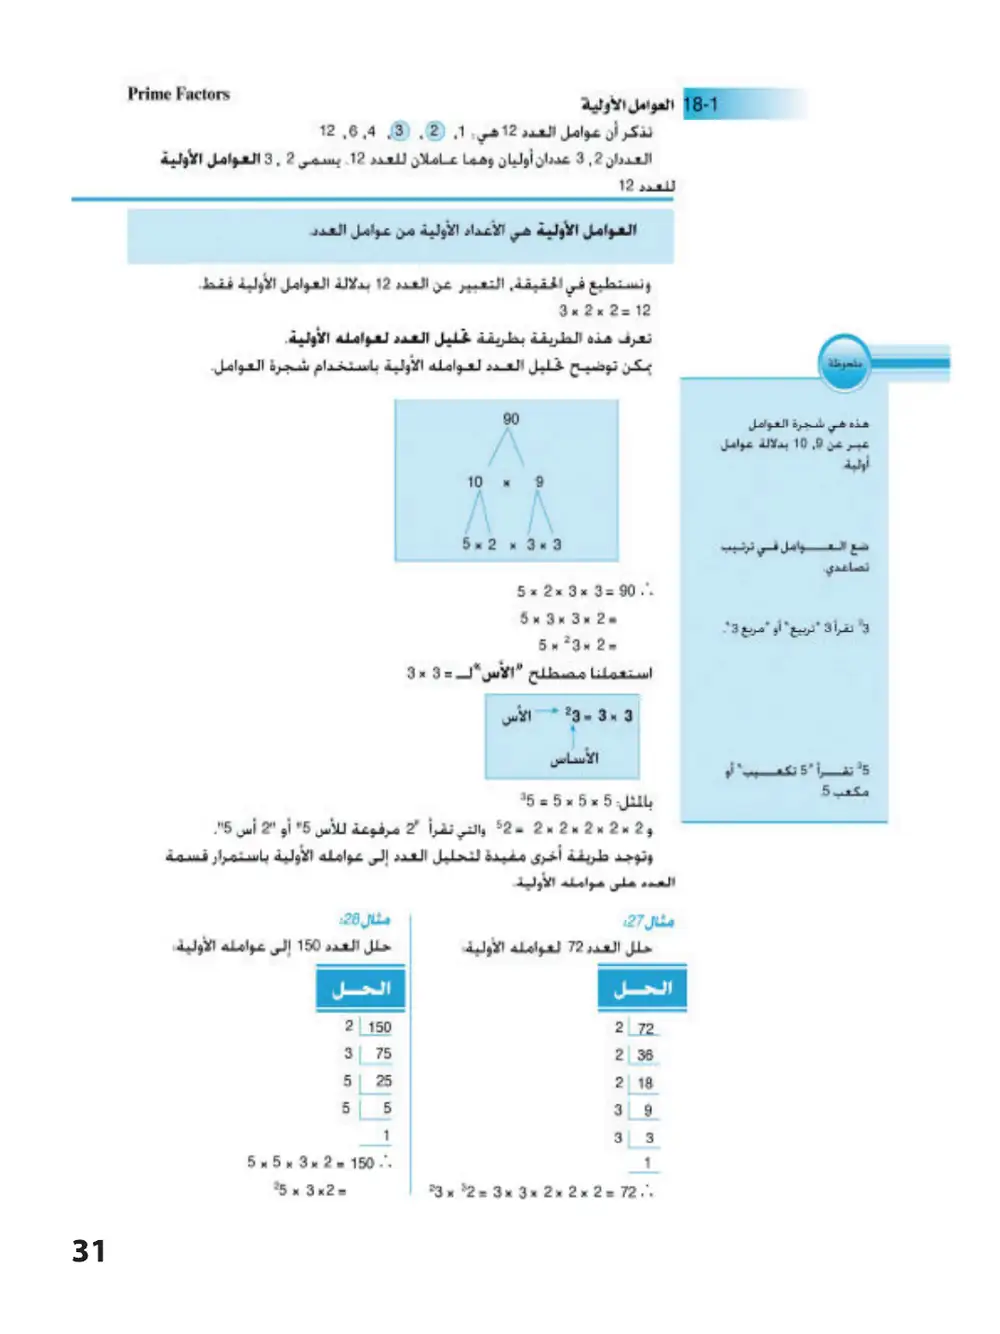 Prime Factors
18-1 العوامل الأولية
تذكر أن عوامل العدد 12 هي: 1، 2، 3، 4، 6، 12
العددان 2، 3 عددان أوليان وهما عاملان للعدد 12. يسمى 2، 3 العوامل الأولية
للعدد 12
العوامل الأولية هي الأعداد الأولية من عوامل العدد.
ونستطيع في الحقيقة، التعبير عن العدد 12 بدلالة العوامل الأولية فقط.
12 = 2 × 2 × 3
تعرف هذه الطريقة بطريقة تحليل العدد لعوامله الأولية.
يمكن توضيح تحليل العدد لعوامله الأولية باستخدام شجرة العوامل.
ملحوظة
هذه هي شجرة العوامل
عبر عن 9، 10 بدلالة عوامل
أولية.
90
10 × 9
5 × 2 × 3 × 3
ضع العوامل في ترتيب
تصاعدي.
∴ 90 = 3 × 3 × 2 × 5
= 2 × 3 × 3 × 5
= 2 × 3² × 5
3² تقرأ 3 "تربيع" أو "مربع 3".
استعملنا مصطلح "الأس" لـ = 3 × 3
3 × 3 = 3² → الأس
الأساس
5³ تقرأ "5 تكعيب" أو
مكعب 5.
بالمثل: 5 × 5 × 5 = 5³
و 2 × 2 × 2 × 2 × 2 = 2⁵ والتي تقرأ "2 مرفوعة للأس 5" أو "2 أس 5".
وتوجد طريقة أخرى مفيدة لتحليل العدد إلى عوامله الأولية باستمرار قسمة
العدد على عوامله الأولية.
مثال 27:
حلل العدد 72 لعوامله الأولية:
الحــل
2 72
2 36
2 18
3 9
3 3
1
∴ 72 = 2 × 2 × 2 × 3 × 3 = 2³ × 3²
مثال 28:
حلل العدد 150 إلى عوامله الأولية:
الحــل
2 150
3 75
5 25
5 5
1
∴ 150 = 2 × 3 × 5 × 5
= 2 × 3 × 5²
31